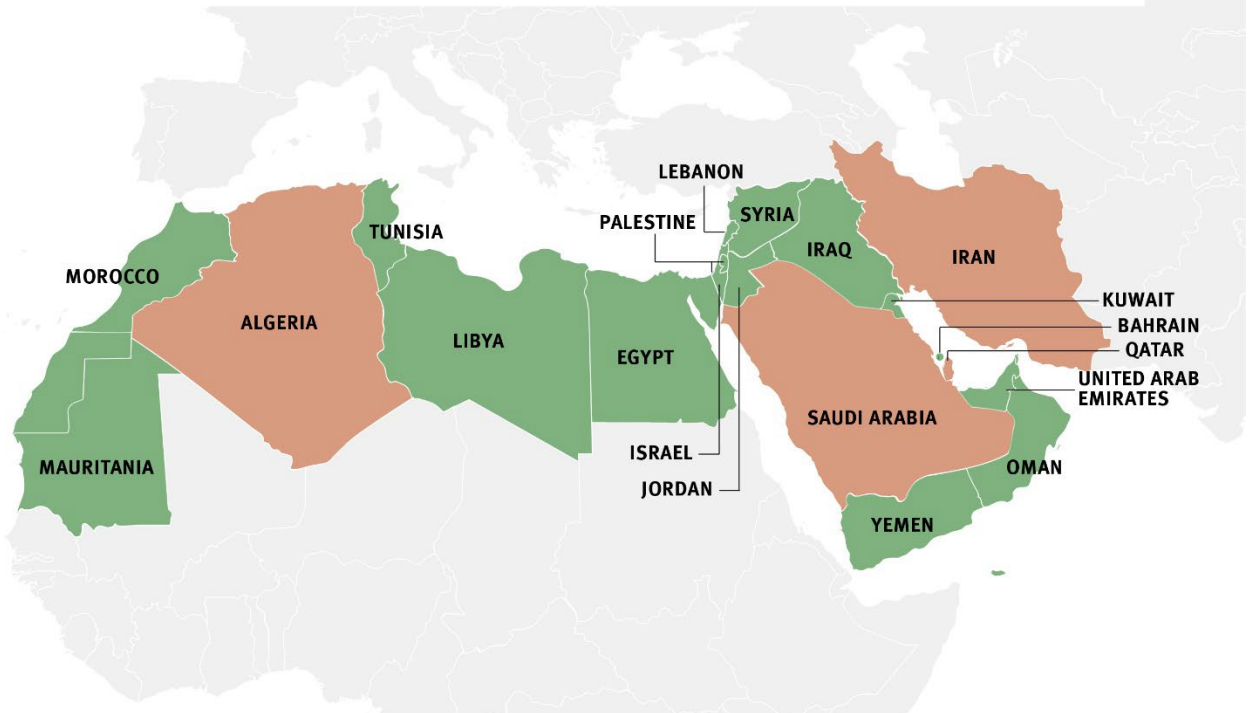 LEBANON
PALESTINE
SYRIA
TUNISIA
IRAQ
IRAN
MOROCCO
KUWAIT
ALGERIA
BAHRAIN
LIBYA
QATAR
EGYPT
UNITED ARAB
EMIRATES
SAUDI ARABIA
ISRAEL
MAURITANIA
OMAN
JORDAN
YEMEN